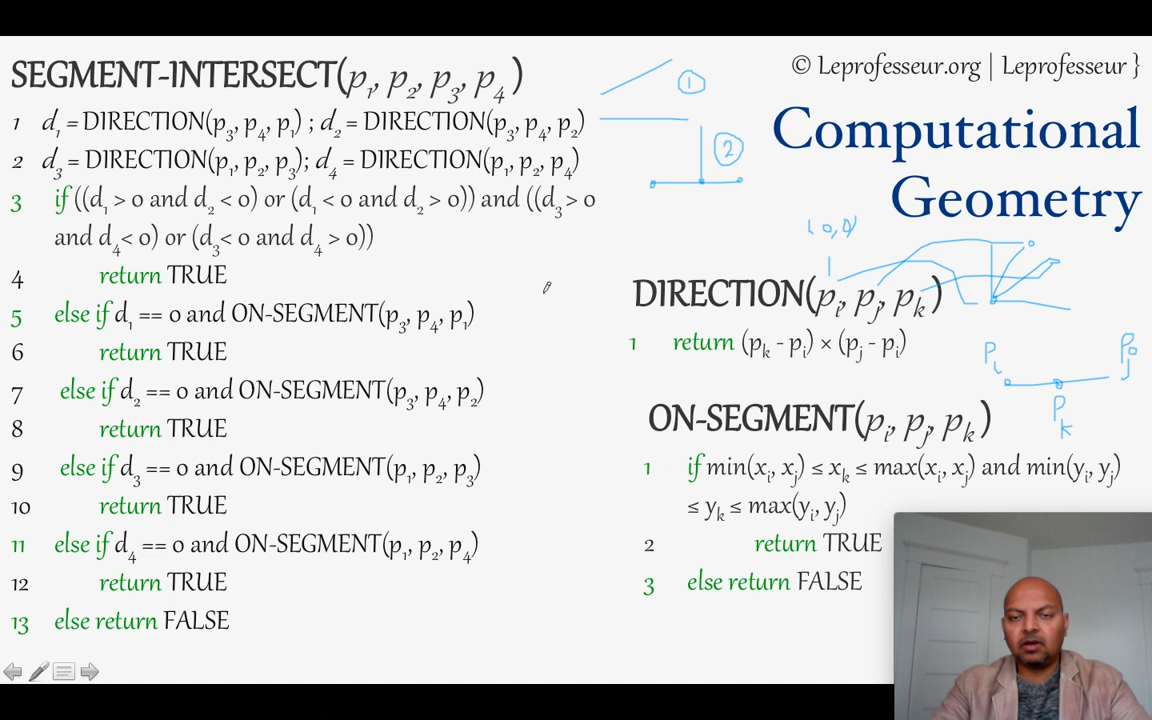 SEGMENT-INTERSECT(p₁, p₂, p₃, p₄)
1 d₁ = DIRECTION(p₃, p₄, p₁) ; d₂ = DIRECTION(p₃, p₄, p₂)
2 d₃ = DIRECTION(p₁, p₂, p₃); d₄ = DIRECTION(p₁, p₂, p₄)
3 if ((d₁ > 0 and d₂ < 0) or (d₁ < 0 and d₂ > 0)) and ((d₃ > 0
and d₄< 0) or (d₃< 0 and d₄ > 0))
4 return TRUE
5 else if d₁ == 0 and ON-SEGMENT(p₃, p₄, p₁)
6 return TRUE
7 else if d₂ == 0 and ON-SEGMENT(p₃, p₄, p₂)
8 return TRUE
9 else if d₃ == 0 and ON-SEGMENT(p₁, p₂, p₃)
10 return TRUE
11 else if d₄ == 0 and ON-SEGMENT(p₁, p₂, p₄)
12 return TRUE
13 else return FALSE
1
2
© Leprofesseur.org | Leprofesseur }
Computational
Geometry
(0,0)
DIRECTION(pᵢ, pⱼ, pₖ)
1 return (pₖ - pᵢ) × (pⱼ - pᵢ)
Pi
Pj
Pk
ON-SEGMENT(pᵢ, pⱼ, pₖ)
1 if min(xᵢ, xⱼ) ≤ xₖ ≤ max(xᵢ, xⱼ) and min(yᵢ, yⱼ)
≤ yₖ ≤ max(yᵢ, yⱼ)
2 return TRUE
3 else return FALSE